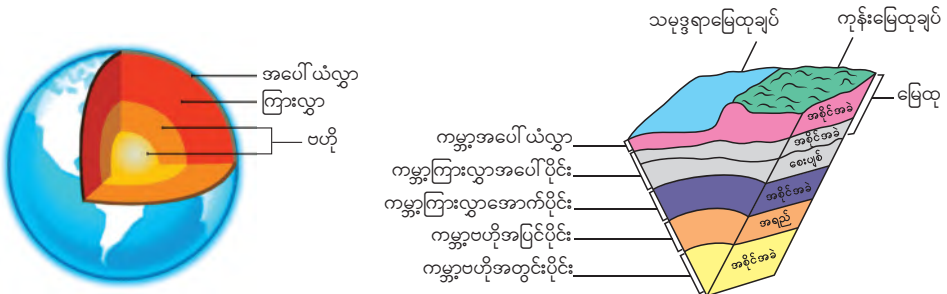 အပေါ်ယံလွှာ
ကြားလွှာ
ဗဟို
သမုဒ္ဒရာမြေထုချပ်
ကုန်းမြေထုချပ်
မြေထု
ကမ္ဘာ့အပေါ်ယံလွှာ
ကမ္ဘာ့ကြားလွှာအပေါ်ပိုင်း
ကမ္ဘာ့ကြားလွှာအောက်ပိုင်း
ကမ္ဘာ့ဗဟိုအပြင်ပိုင်း
ကမ္ဘာ့ဗဟိုအတွင်းပိုင်း
အစိုင်အခဲ
အစိုင်အခဲ
စေးပျစ်
အစိုင်အခဲ
အရည်
အစိုင်အခဲ